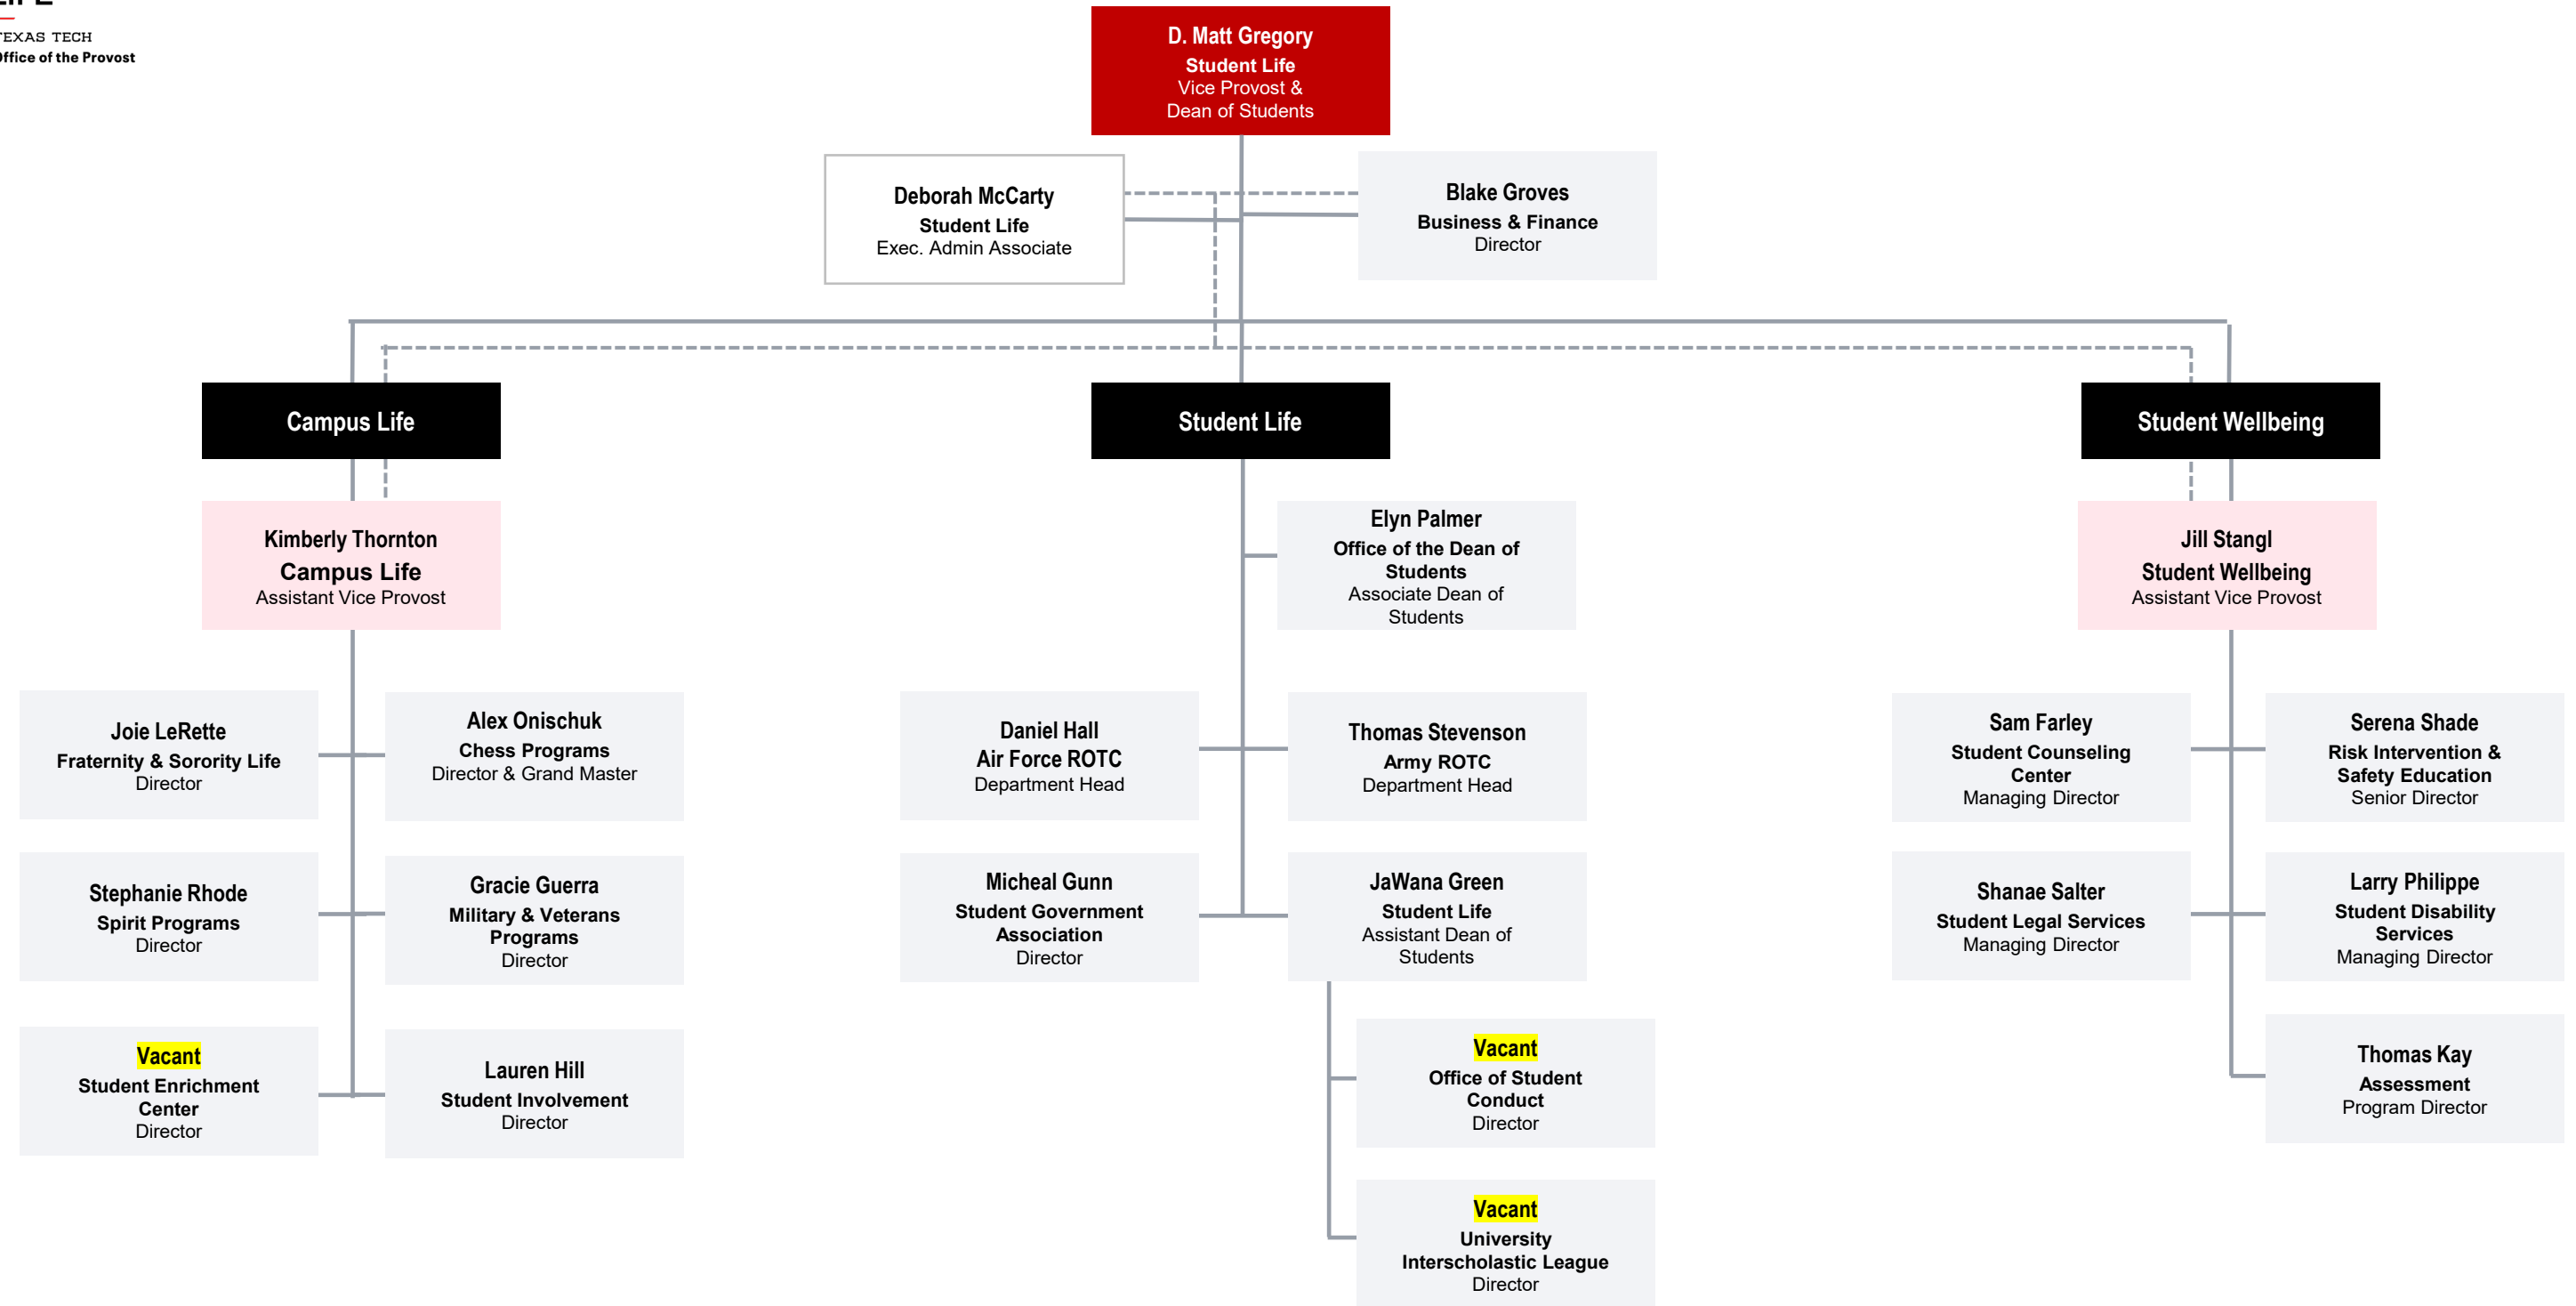 TEXAS TECH
Office of the Provost
D. Matt Gregory
Student Life
Vice Provost &
Dean of Students
Deborah McCarty
Student Life
Exec. Admin Associate
Blake Groves
Business & Finance
Director
Campus Life
Student Life
Student Wellbeing
Kimberly Thornton
Campus Life
Assistant Vice Provost
Elyn Palmer
Office of the Dean of
Students
Associate Dean of
Students
Jill Stangl
Student Wellbeing
Assistant Vice Provost
Joie LeRette
Fraternity & Sorority Life
Director
Alex Onischuk
Chess Programs
Director & Grand Master
Daniel Hall
Air Force ROTC
Department Head
Thomas Stevenson
Army ROTC
Department Head
Sam Farley
Student Counseling
Center
Managing Director
Serena Shade
Risk Intervention &
Safety Education
Senior Director
Stephanie Rhode
Spirit Programs
Director
Gracie Guerra
Military & Veterans
Programs
Director
Micheal Gunn
Student Government
Association
Director
JaWana Green
Student Life
Assistant Dean of
Students
Shanae Salter
Student Legal Services
Managing Director
Larry Philippe
Student Disability
Services
Managing Director
Vacant
Student Enrichment
Center
Director
Lauren Hill
Student Involvement
Director
Vacant
Office of Student
Conduct
Director
Thomas Kay
Assessment
Program Director
Vacant
University
Interscholastic League
Director